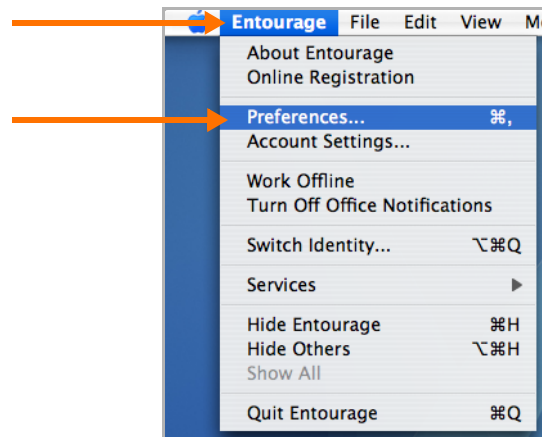 Entourage File Edit View
About Entourage
Online Registration
Preferences... ⌘,
Account Settings...
Work Offline
Turn Off Office Notifications
Switch Identity... ⌥⌘Q
Services
Hide Entourage ⌘H
Hide Others ⌥⌘H
Show All
Quit Entourage ⌘Q